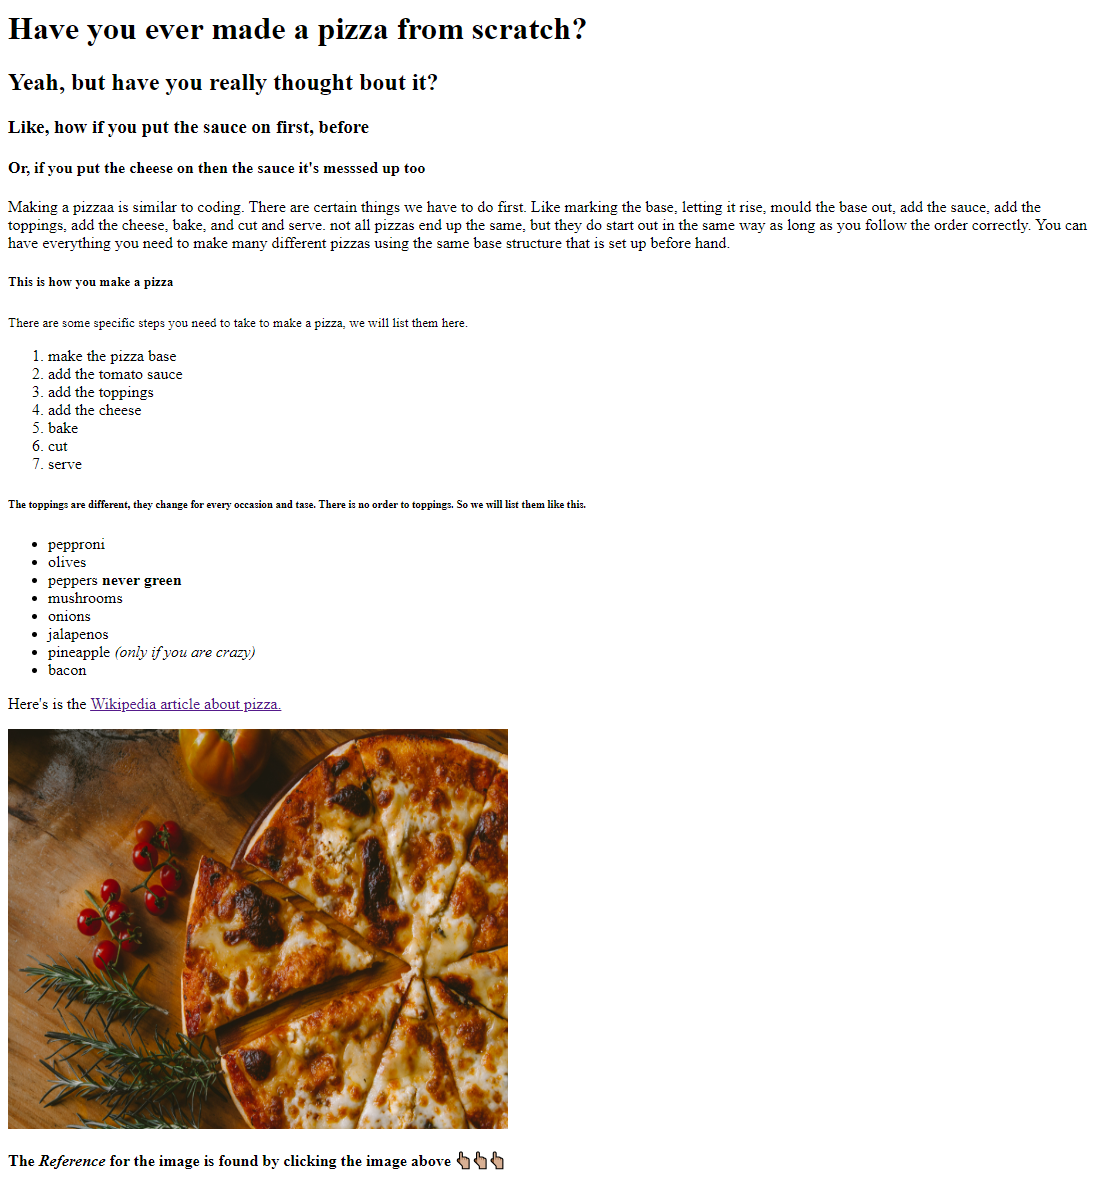 Have you ever made a pizza from scratch?
Yeah, but have you really thought bout it?
Like, how if you put the sauce on first, before
Or, if you put the cheese on then the sauce it's messsed up too
Making a pizzaa is similar to coding. There are certain things we have to do first. Like marking the base, letting it rise, mould the base out, add the sauce, add the
toppings, add the cheese, bake, and cut and serve. not all pizzas end up the same, but they do start out in the same way as long as you follow the order correctly. You can
have everything you need to make many different pizzas using the same base structure that is set up before hand.
This is how you make a pizza
There are some specific steps you need to take to make a pizza, we will list them here.
1. make the pizza base
2. add the tomato sauce
3. add the toppings
4. add the cheese
5. bake
6. cut
7. serve
The toppings are different, they change for every occasion and tase. There is no order to toppings. So we will list them like this.
• pepproni
• olives
• peppers never green
• mushrooms
• onions
• jalapenos
• pineapple (only if you are crazy)
• bacon
Here's is the Wikipedia article about pizza.
The Reference for the image is found by clicking the image above 👆🏽👆🏽👆🏽